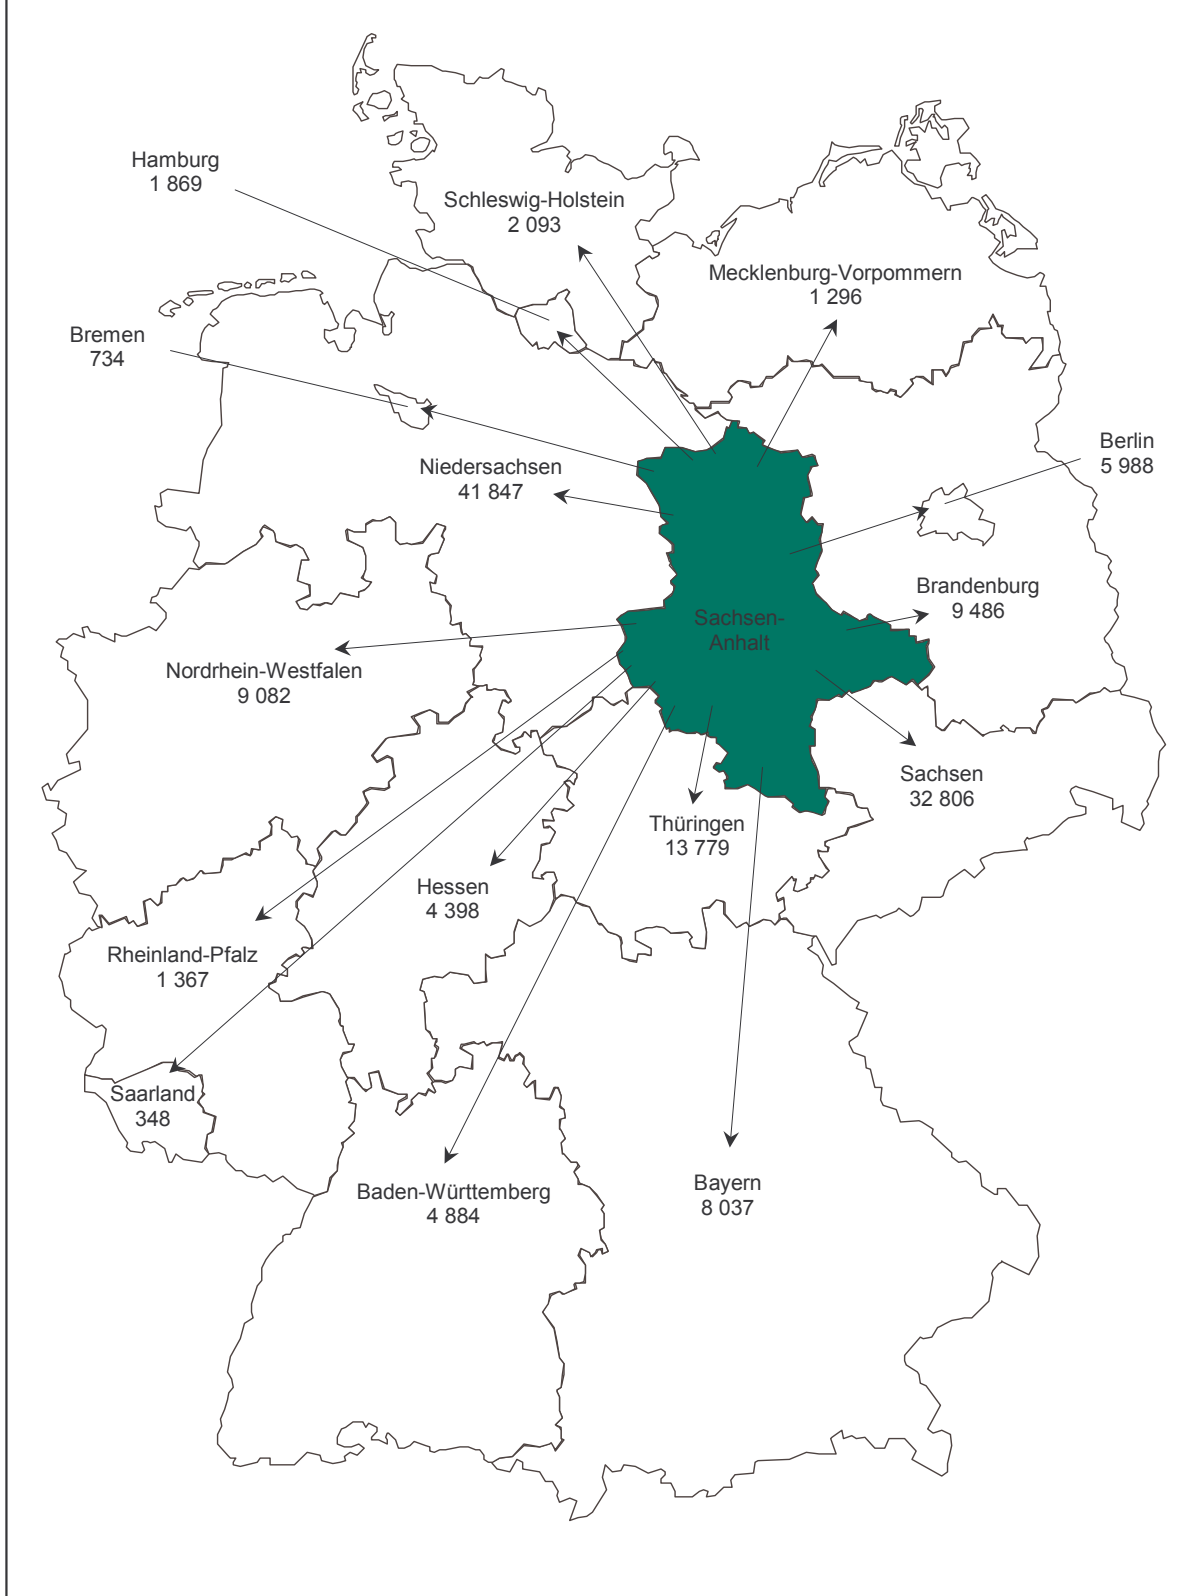 Hamburg
1 869
Schleswig-Holstein
2 093
Mecklenburg-Vorpommern
1 296
Bremen
734
Berlin
5 988
Niedersachsen
41 847
Brandenburg
9 486
Sachsen-
Anhalt
Nordrhein-Westfalen
9 082
Sachsen
32 806
Thüringen
13 779
Hessen
4 398
Rheinland-Pfalz
1 367
Saarland
348
Baden-Württemberg
4 884
Bayern
8 037